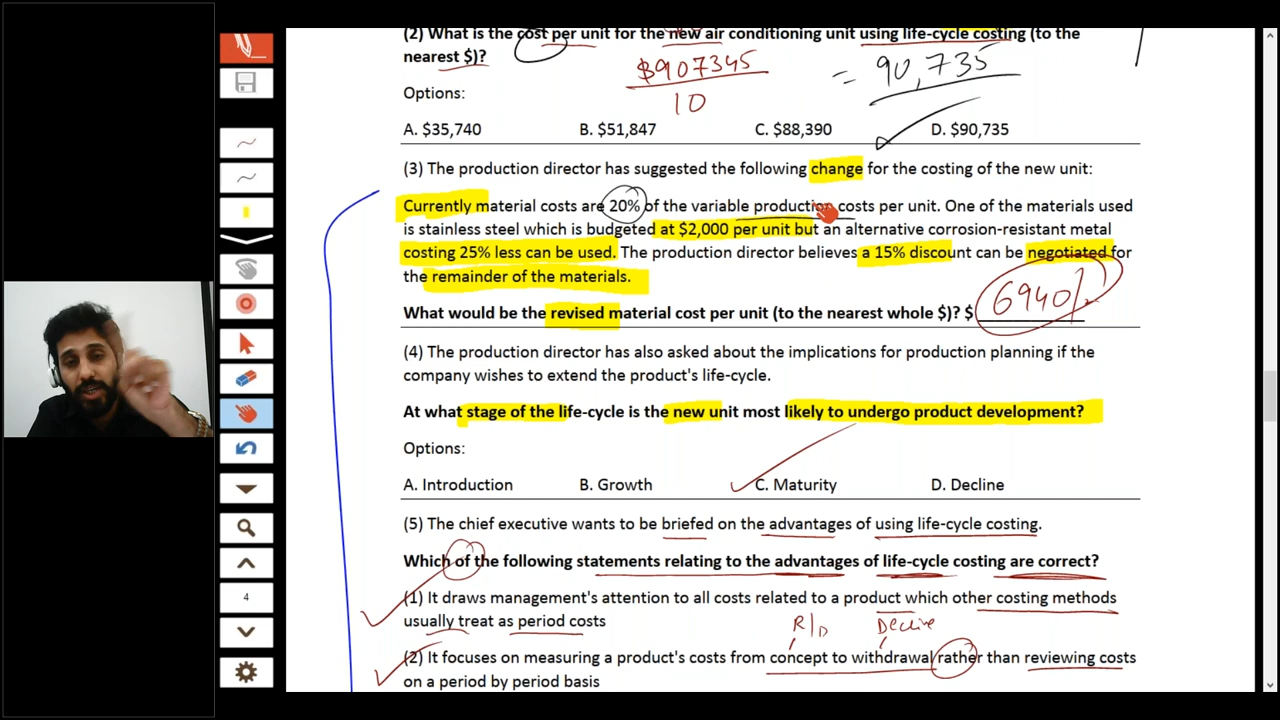 (2) What is the cost per unit for the new air conditioning unit using life-cycle costing (to the
nearest $)?
$907345
10
= 90,735
Options:
A. $35,740 B. $51,847 C. $88,390 D. $90,735
(3) The production director has suggested the following change for the costing of the new unit:
Currently material costs are 20% of the variable production costs per unit. One of the materials used
is stainless steel which is budgeted at $2,000 per unit but an alternative corrosion-resistant metal
costing 25% less can be used. The production director believes a 15% discount can be negotiated for
the remainder of the materials.
What would be the revised material cost per unit (to the nearest whole $)? $ 6940/-
(4) The production director has also asked about the implications for production planning if the
company wishes to extend the product's life-cycle.
At what stage of the life-cycle is the new unit most likely to undergo product development?
Options:
A. Introduction B. Growth C. Maturity D. Decline
(5) The chief executive wants to be briefed on the advantages of using life-cycle costing.
Which of the following statements relating to the advantages of life-cycle costing are correct?
(1) It draws management's attention to all costs related to a product which other costing methods
usually treat as period costs
R/D Decline
(2) It focuses on measuring a product's costs from concept to withdrawal rather than reviewing costs
on a period by period basis
4